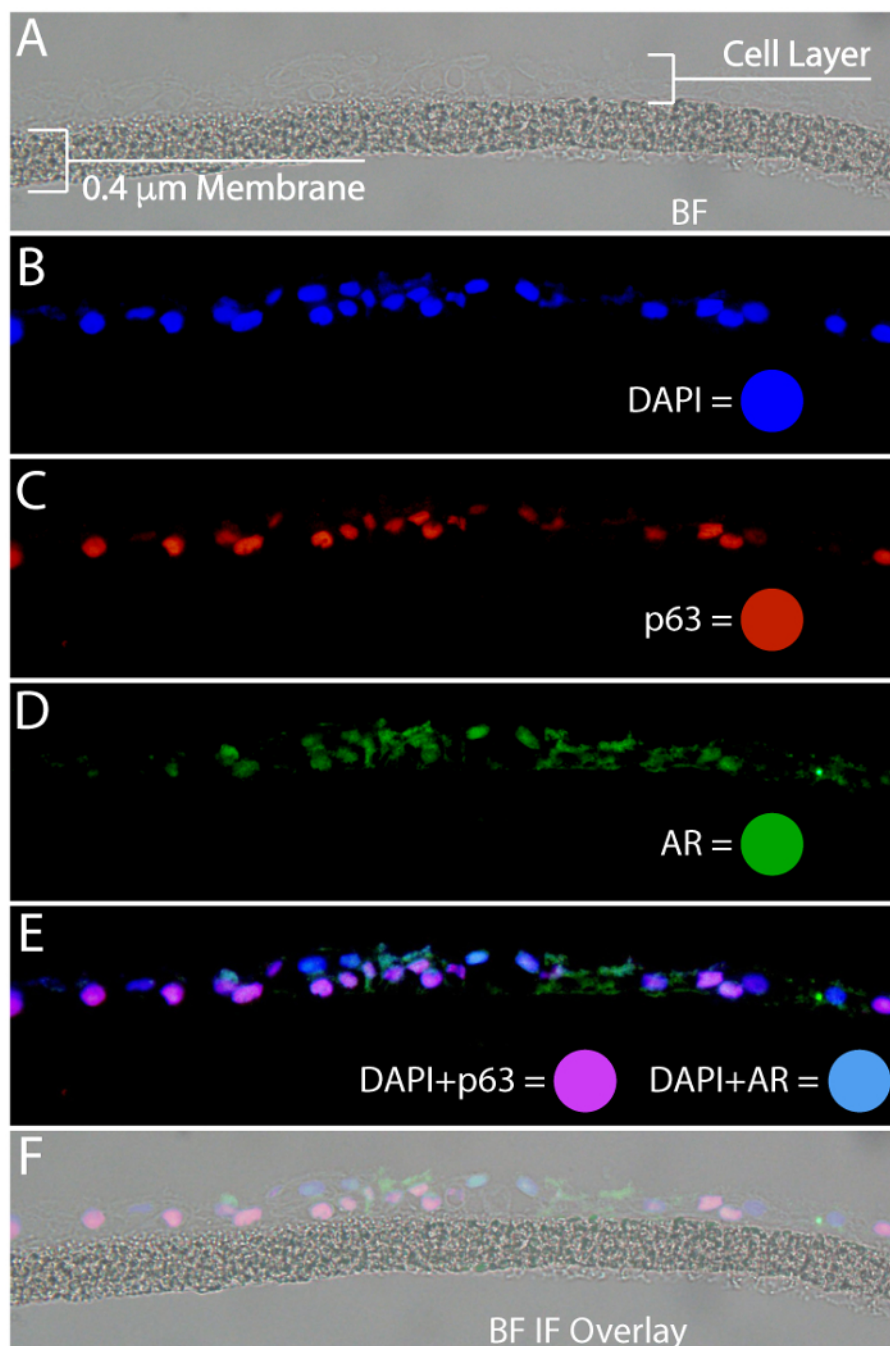 A
Cell Layer
0.4 μm Membrane
BF
B
DAPI =
C
p63 =
D
AR =
E
DAPI+p63 =
DAPI+AR =
F
BF IF Overlay